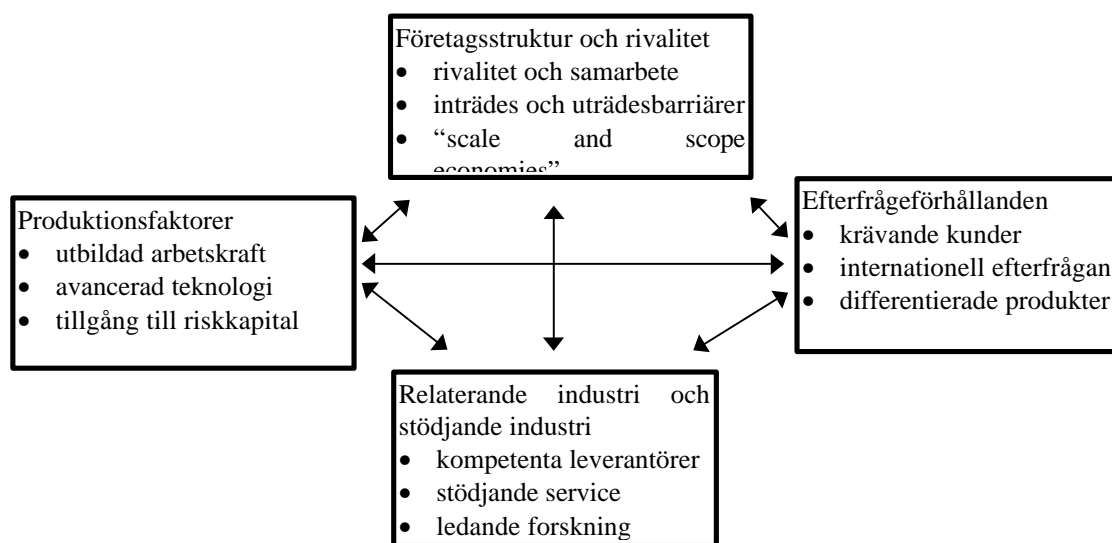 Företagsstruktur och rivalitet
• rivalitet och samarbete
• inträdes och uträdesbarriärer
• “scale and scope
economies”
Produktionsfaktorer
• utbildad arbetskraft
• avancerad teknologi
• tillgång till riskkapital
Efterfrågeförhållanden
• krävande kunder
• internationell efterfrågan
• differentierade produkter
Relaterande industri och
stödjande industri
• kompetenta leverantörer
• stödjande service
• ledande forskning